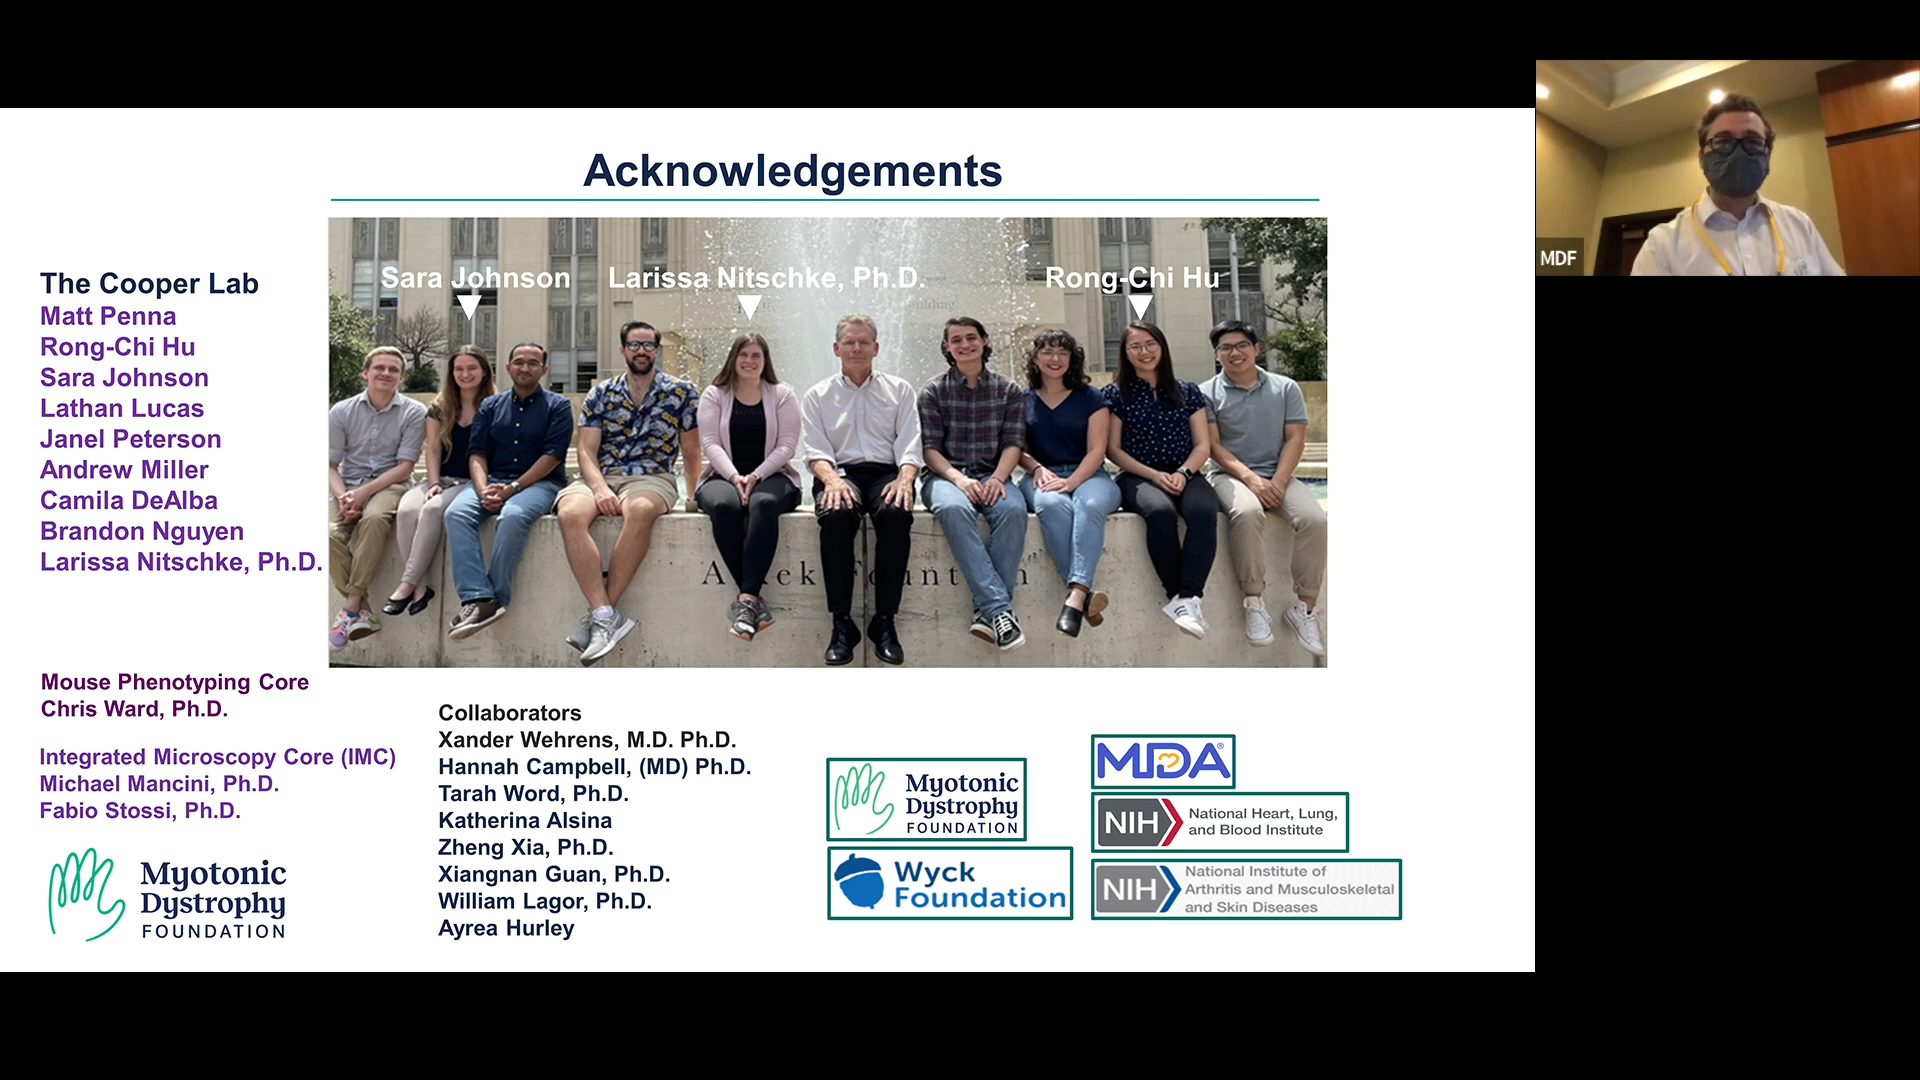 Acknowledgements
The Cooper Lab
Matt Penna
Rong-Chi Hu
Sara Johnson
Lathan Lucas
Janel Peterson
Andrew Miller
Camila DeAlba
Brandon Nguyen
Larissa Nitschke, Ph.D.
Sara Johnson
Larissa Nitschke, Ph.D.
Rong-Chi Hu
Mouse Phenotyping Core
Chris Ward, Ph.D.
Integrated Microscopy Core (IMC)
Michael Mancini, Ph.D.
Fabio Stossi, Ph.D.
Myotonic
Dystrophy
FOUNDATION
Collaborators
Xander Wehrens, M.D. Ph.D.
Hannah Campbell, (MD) Ph.D.
Tarah Word, Ph.D.
Katherina Alsina
Zheng Xia, Ph.D.
Xiangnan Guan, Ph.D.
William Lagor, Ph.D.
Ayrea Hurley
Myotonic
Dystrophy
FOUNDATION
Wyck
Foundation
MDA®
NIH
National Heart, Lung,
and Blood Institute
NIH
National Institute of
Arthritis and Musculoskeletal
and Skin Diseases
MDF